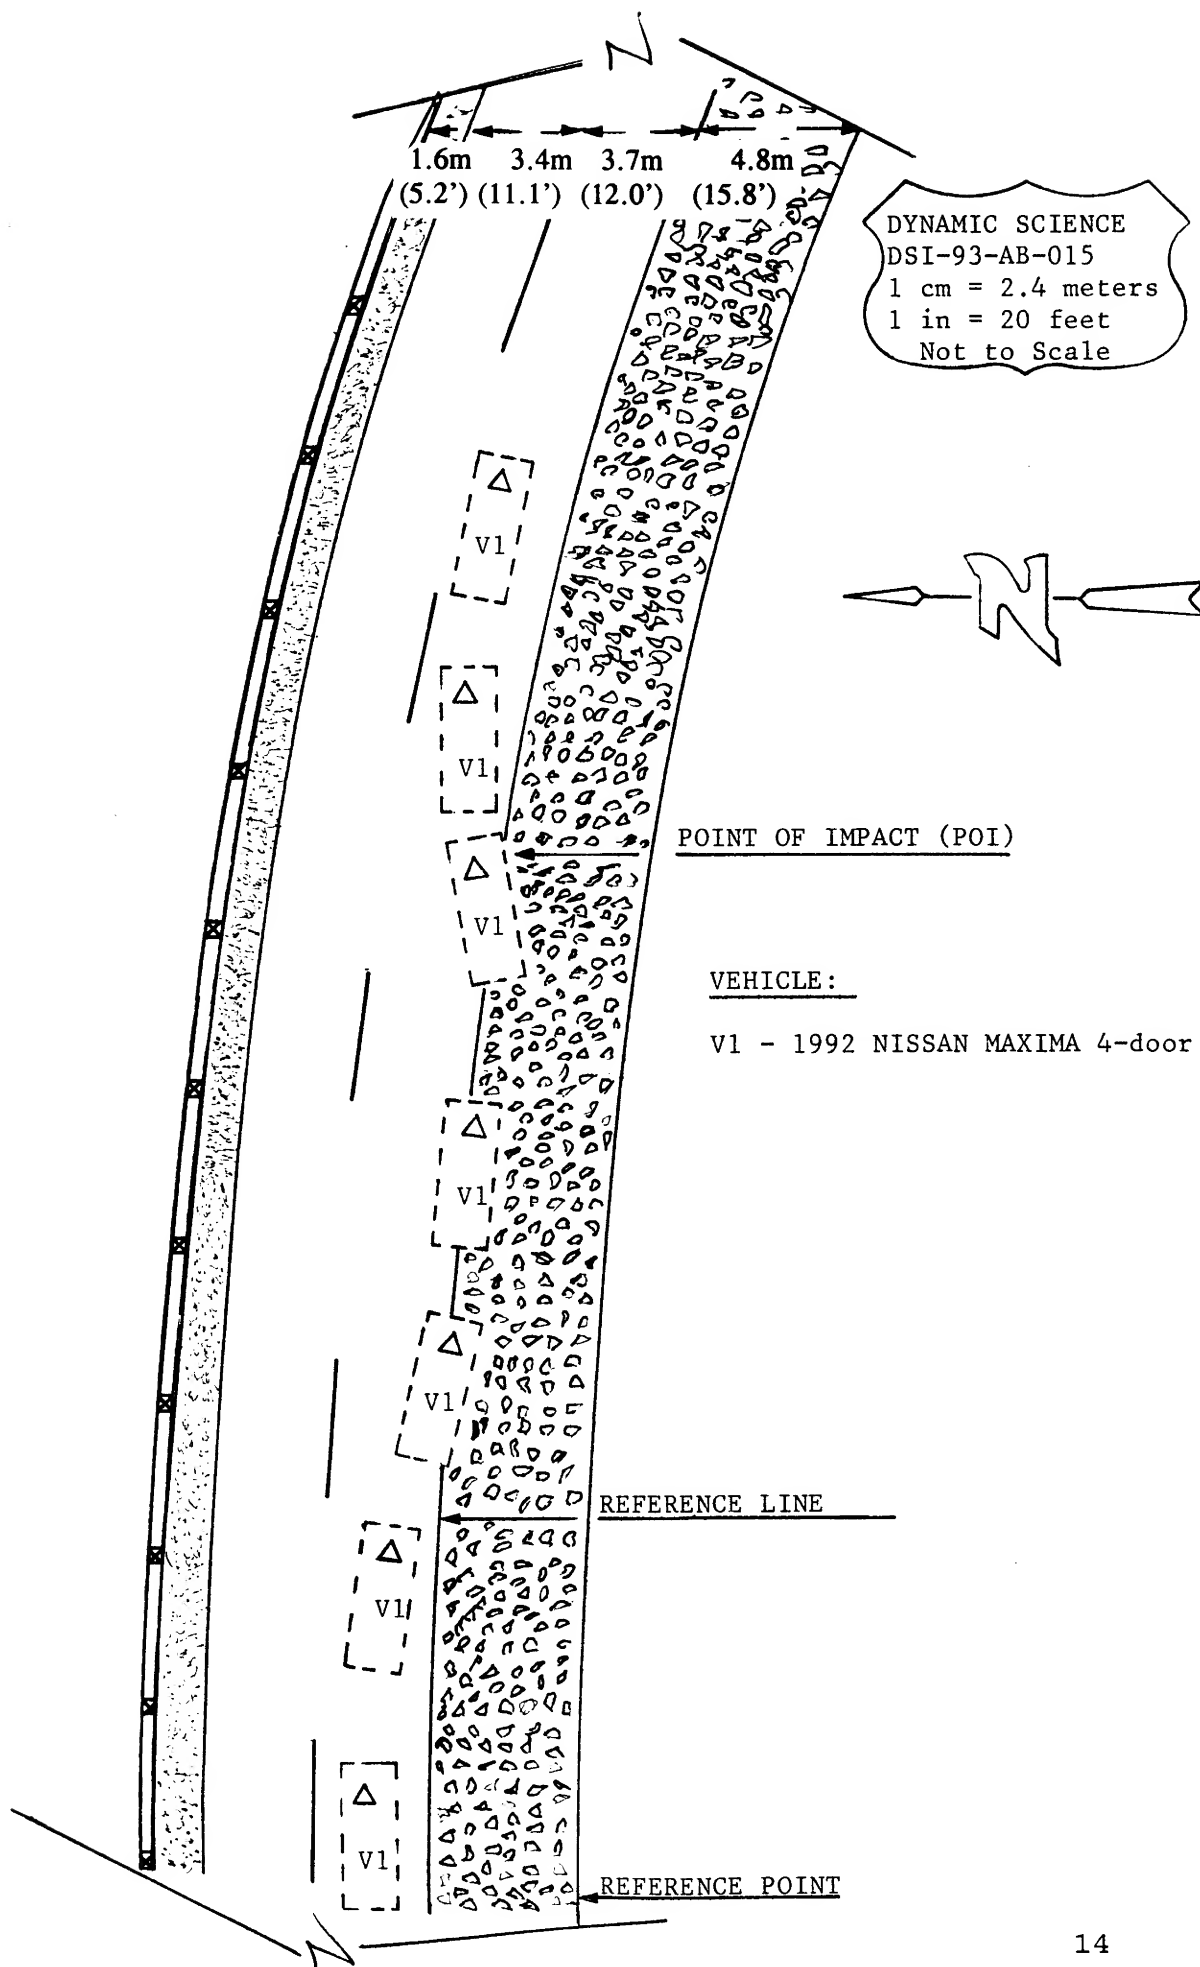 1.6m 3.4m 3.7m 4.8m
(5.2') (11.1') (12.0') (15.8')
DYNAMIC SCIENCE
DSI-93-AB-015
1 cm = 2.4 meters
1 in = 20 feet
Not to Scale
V1
N
V1
POINT OF IMPACT (POI)
V1
VEHICLE:
V1 - 1992 NISSAN MAXIMA 4-door
V1
V1
REFERENCE LINE
V1
V1
REFERENCE POINT
14